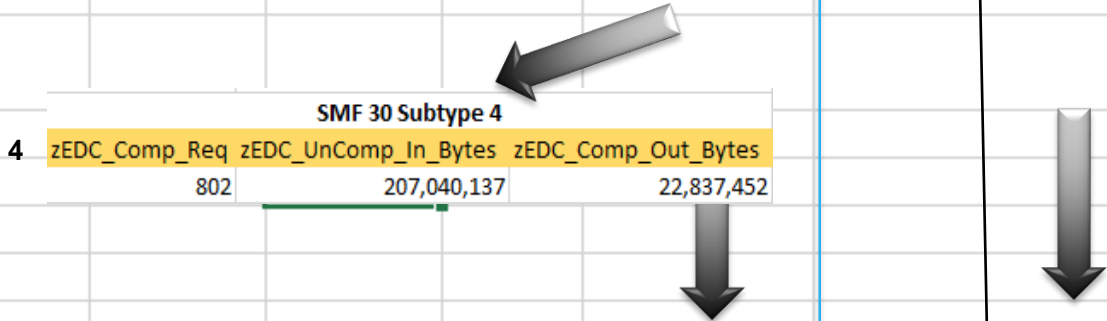 SMF 30 Subtype 4
4 zEDC_Comp_Req zEDC_UnComp_In_Bytes zEDC_Comp_Out_Bytes
802 207,040,137 22,837,452